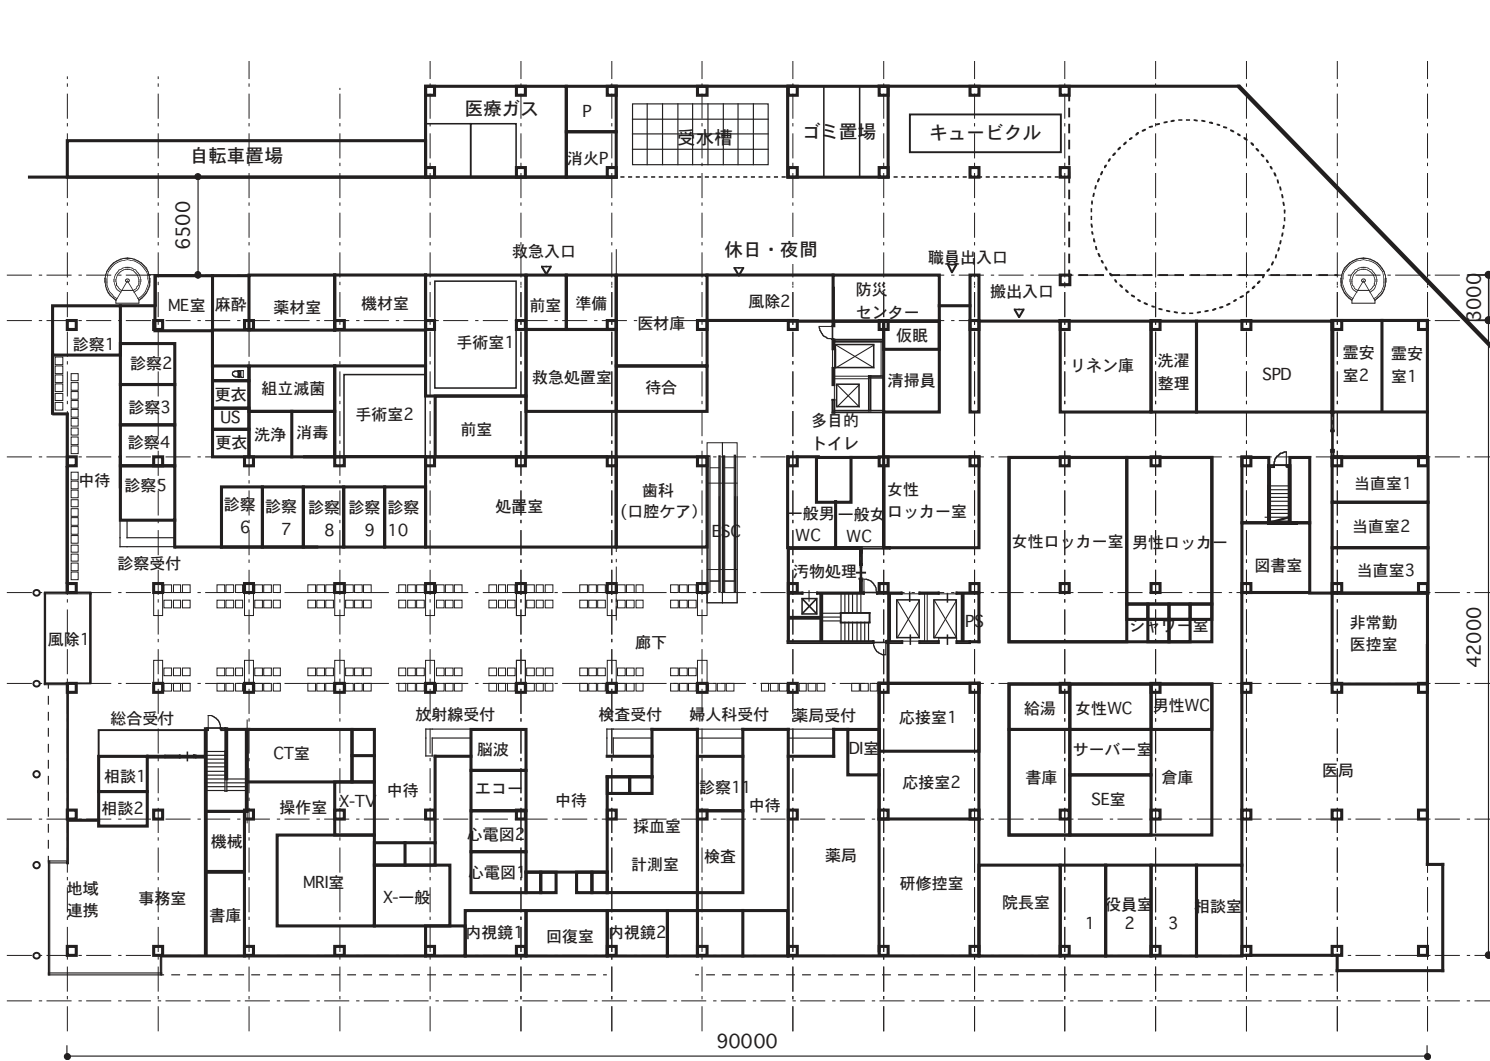 医療ガス
P
消火P
受水槽
ゴミ置場
キュービクル
自転車置場
6500
救急入口
休日・夜間
職員出入口
搬出入口
3000
ME室
麻酔
薬材室
機材室
手術室1
前室
準備
医材庫
風除2
防災
センター
仮眠
清掃員
診察1
診察2
診察3
診察4
診察5
中待
更衣
US
更衣
組立滅菌
洗浄
消毒
手術室2
前室
救急処置室
待合
多目的
トイレ
リネン庫
洗濯
整理
SPD
霊安
室2
霊安
室1
診察
6
診察
7
診察
8
診察
9
診察
10
処置室
歯科
(口腔ケア)
ESC
一般男
WC
一般女
WC
女性
ロッカー室
女性ロッカー室
男性ロッカー
シャワー室
図書室
当直室1
当直室2
当直室3
診察受付
汚物処理
PS
風除1
廊下
非常勤
医控室
42000
総合受付
放射線受付
検査受付
婦人科受付
薬局受付
応接室1
給湯
女性WC
男性WC
CT室
脳波
DI室
サーバー室
相談1
相談2
操作室
X-TV
中待
エコー
中待
診察11
中待
応接室2
書庫
SE室
倉庫
医局
機械
心電図2
心電図1
採血室
計測室
検査
薬局
研修控室
地域
連携
事務室
書庫
MRI室
X-一般
内視鏡1
回復室
内視鏡2
院長室
役員室
1
2
3
相談室
90000